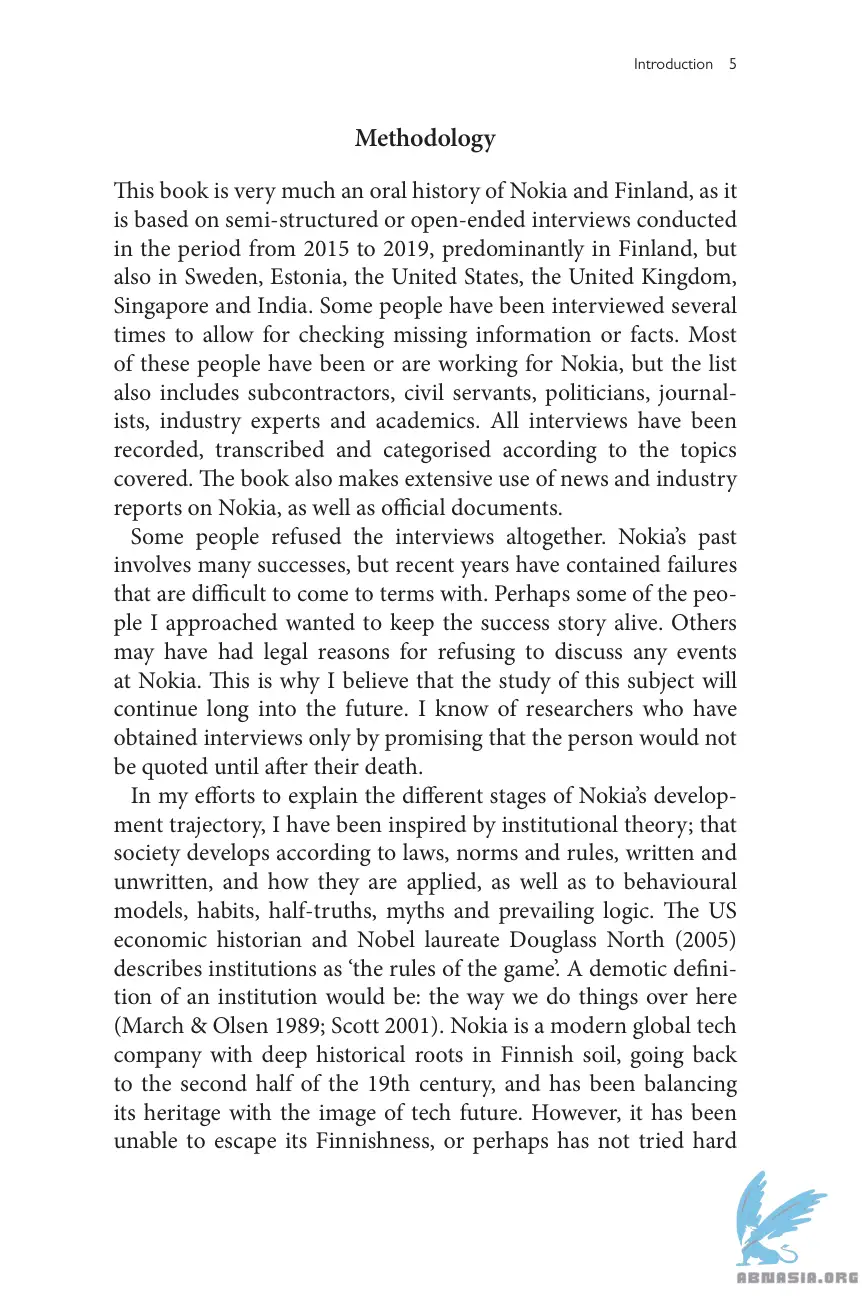 Introduction 5
Methodology
This book is very much an oral history of Nokia and Finland, as it
is based on semi-structured or open-ended interviews conducted
in the period from 2015 to 2019, predominantly in Finland, but
also in Sweden, Estonia, the United States, the United Kingdom,
Singapore and India. Some people have been interviewed several
times to allow for checking missing information or facts. Most
of these people have been or are working for Nokia, but the list
also includes subcontractors, civil servants, politicians, journal-
ists, industry experts and academics. All interviews have been
recorded, transcribed and categorised according to the topics
covered. The book also makes extensive use of news and industry
reports on Nokia, as well as official documents.
Some people refused the interviews altogether. Nokia’s past
involves many successes, but recent years have contained failures
that are difficult to come to terms with. Perhaps some of the peo-
ple I approached wanted to keep the success story alive. Others
may have had legal reasons for refusing to discuss any events
at Nokia. This is why I believe that the study of this subject will
continue long into the future. I know of researchers who have
obtained interviews only by promising that the person would not
be quoted until after their death.
In my efforts to explain the different stages of Nokia’s develop-
ment trajectory, I have been inspired by institutional theory; that
society develops according to laws, norms and rules, written and
unwritten, and how they are applied, as well as to behavioural
models, habits, half-truths, myths and prevailing logic. The US
economic historian and Nobel laureate Douglass North (2005)
describes institutions as ‘the rules of the game’. A demotic defini-
tion of an institution would be: the way we do things over here
(March & Olsen 1989; Scott 2001). Nokia is a modern global tech
company with deep historical roots in Finnish soil, going back
to the second half of the 19th century, and has been balancing
its heritage with the image of tech future. However, it has been
unable to escape its Finnishness, or perhaps has not tried hard
ABNASIA.ORG